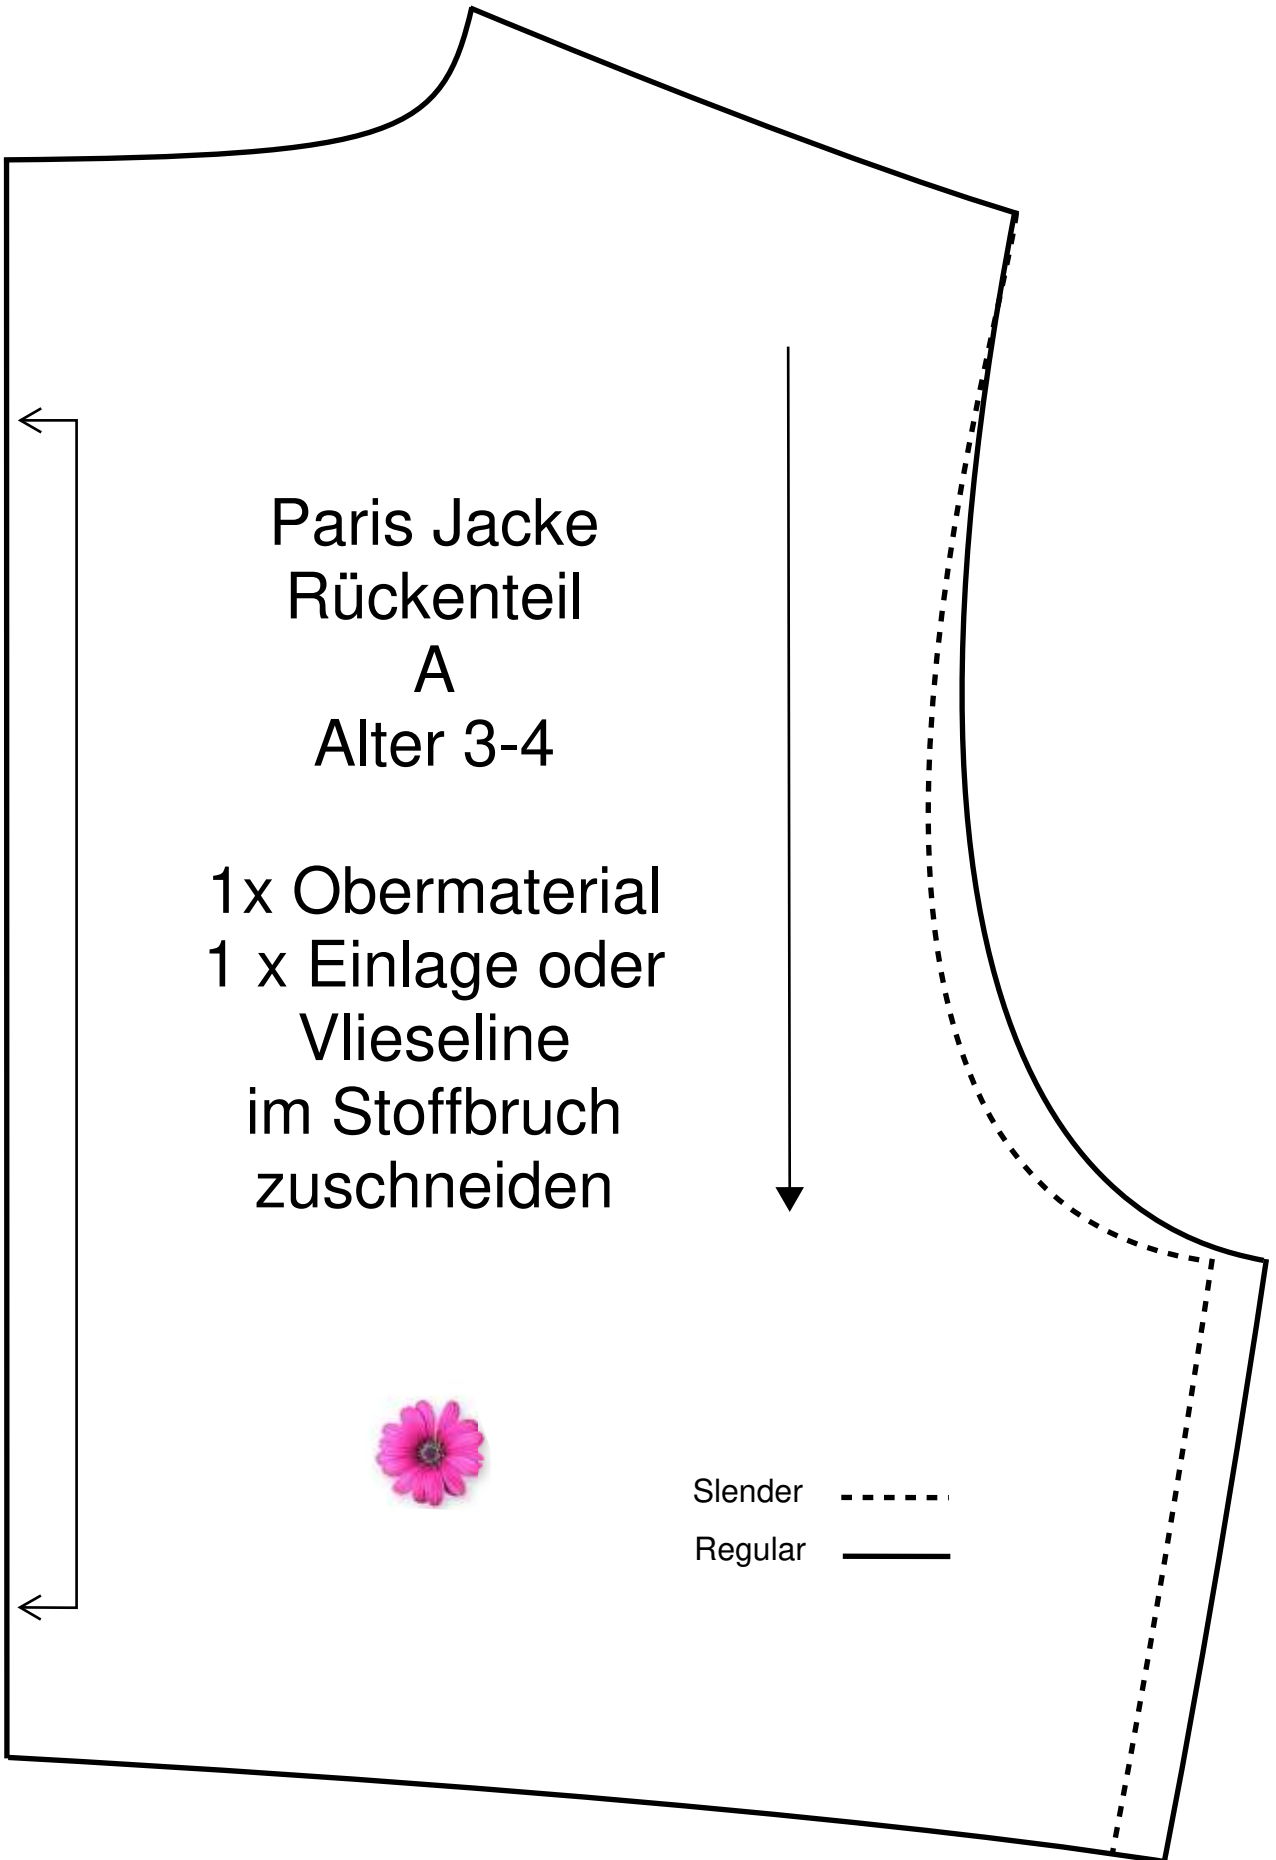 Paris Jacke
Rückenteil
A
Alter 3-4
1x Obermaterial
1 x Einlage oder
Vlieseline
im Stoffbruch
zuschneiden
Slender
Regular